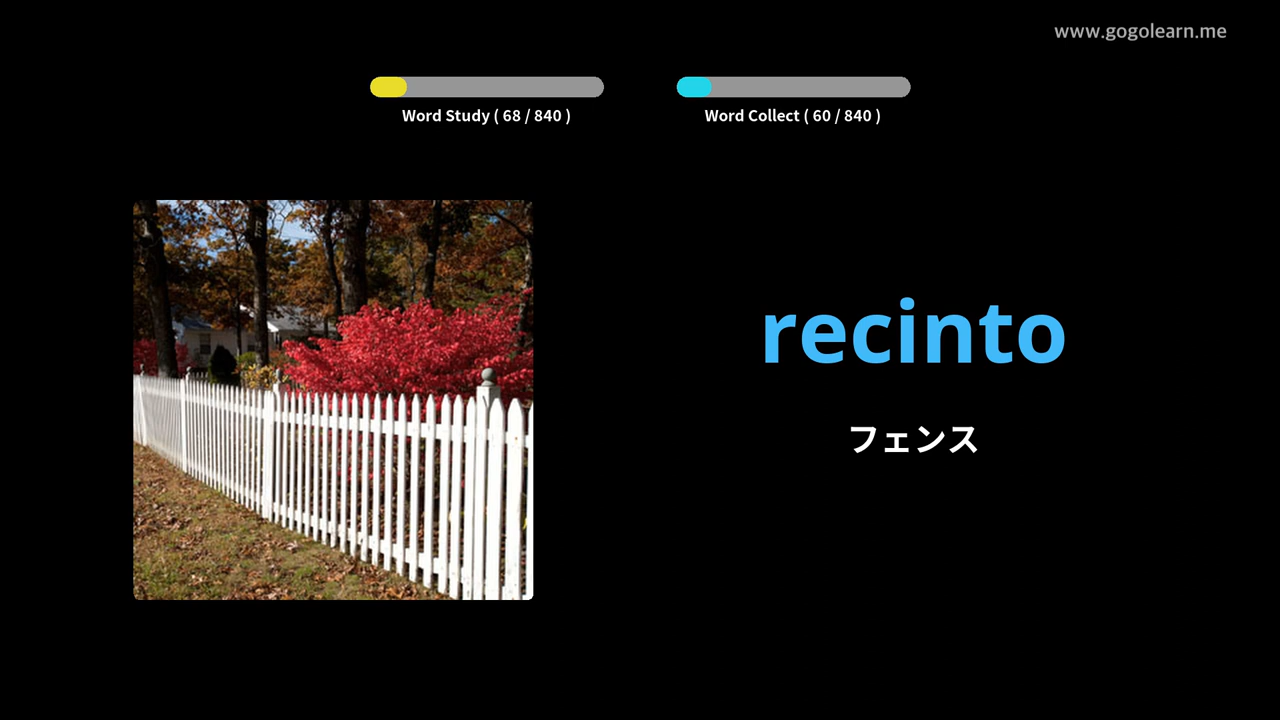 www.gogolearn.me
Word Study ( 68 / 840 )
Word Collect ( 60 / 840 )
recinto
フェンス